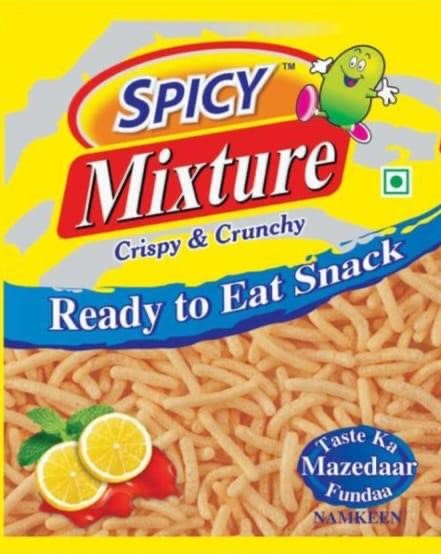 SPICY ™
Mixture
Crispy & Crunchy
Ready to Eat Snack
Taste Ka
Mazedaar
Fundaa
NAMKEEN